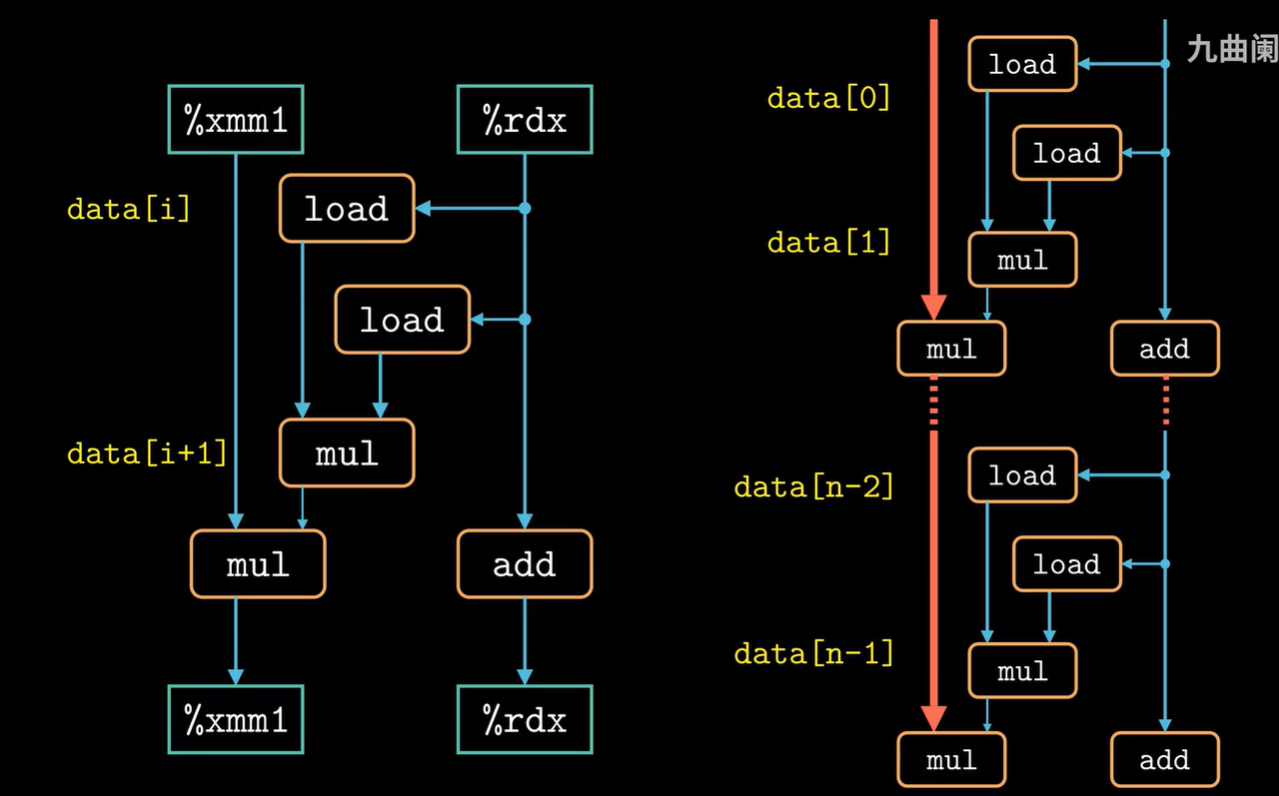 %xmm1
%rdx
data[i]
load
load
data[i+1]
mul
mul
add
%xmm1
%rdx
九曲阑
load
data[0]
load
data[1]
mul
mul
add
load
data[n-2]
load
data[n-1]
mul
mul
add